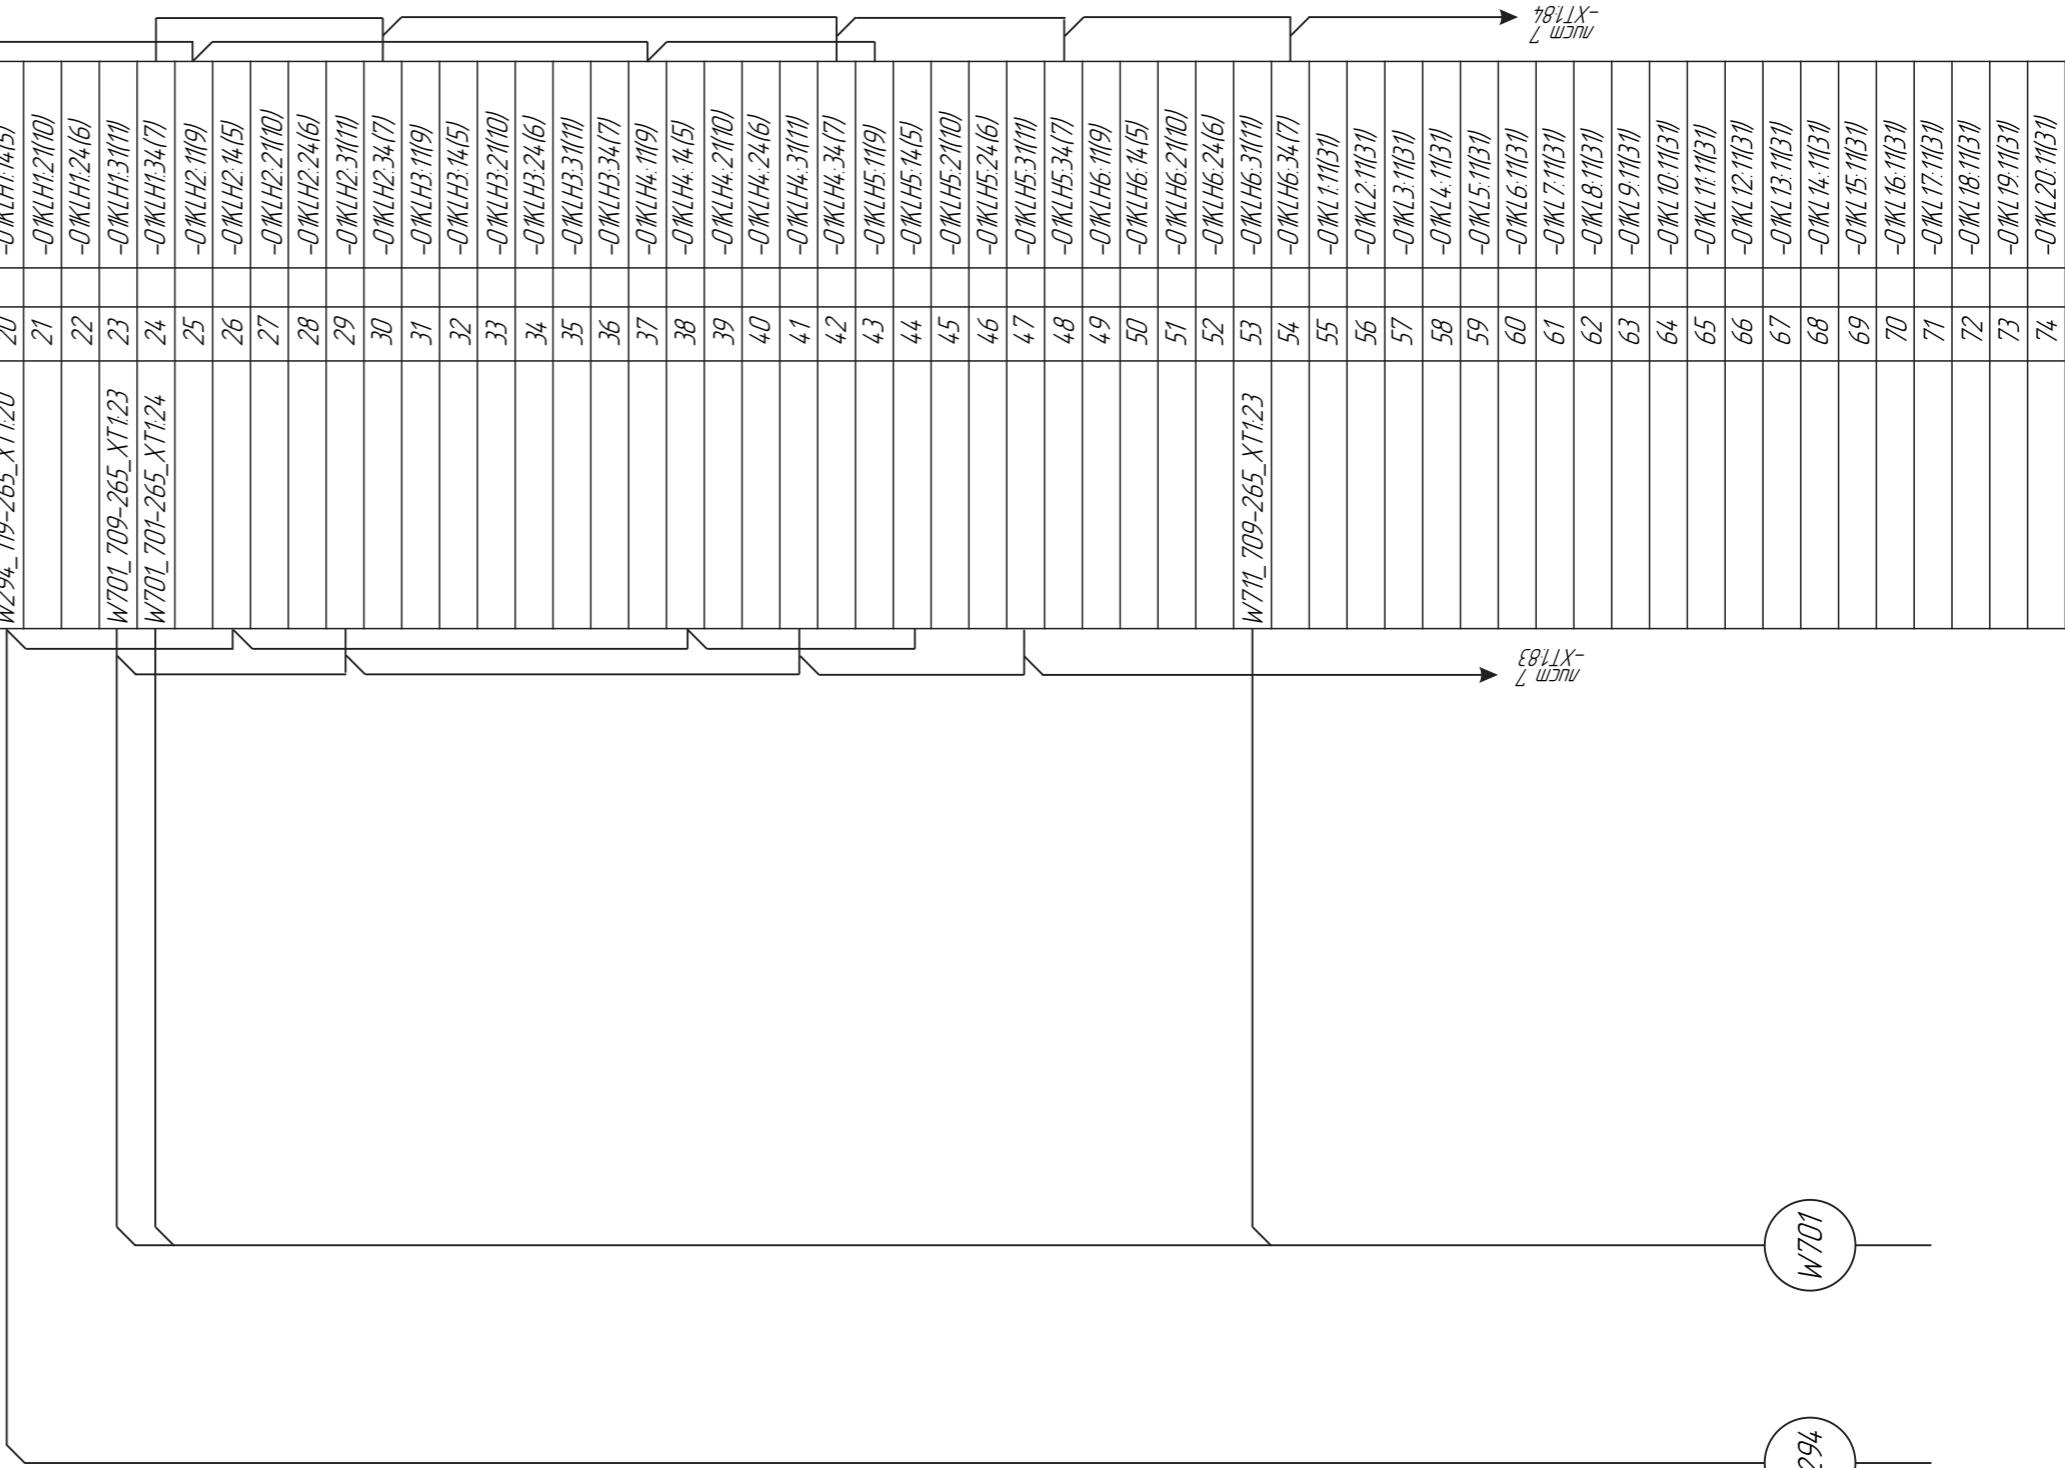 -XT1:84
лист 7
-01KLH1:14(5)
-01KLH1:21(10)
-01KLH1:24(6)
-01KLH1:31(11)
-01KLH1:34(7)
-01KLH2:11(9)
-01KLH2:14(5)
-01KLH2:21(10)
-01KLH2:24(6)
-01KLH2:31(11)
-01KLH2:34(7)
-01KLH3:11(9)
-01KLH3:14(5)
-01KLH3:21(10)
-01KLH3:24(6)
-01KLH3:31(11)
-01KLH3:34(7)
-01KLH4:11(9)
-01KLH4:14(5)
-01KLH4:21(10)
-01KLH4:24(6)
-01KLH4:31(11)
-01KLH4:34(7)
-01KLH5:11(9)
-01KLH5:14(5)
-01KLH5:21(10)
-01KLH5:24(6)
-01KLH5:31(11)
-01KLH5:34(7)
-01KLH6:11(9)
-01KLH6:14(5)
-01KLH6:21(10)
-01KLH6:24(6)
-01KLH6:31(11)
-01KLH6:34(7)
-01KL1:11(31)
-01KL2:11(31)
-01KL3:11(31)
-01KL4:11(31)
-01KL5:11(31)
-01KL6:11(31)
-01KL7:11(31)
-01KL8:11(31)
-01KL9:11(31)
-01KL10:11(31)
-01KL11:11(31)
-01KL12:11(31)
-01KL13:11(31)
-01KL14:11(31)
-01KL15:11(31)
-01KL16:11(31)
-01KL17:11(31)
-01KL18:11(31)
-01KL19:11(31)
-01KL20:11(31)
20
21
22
23
24
25
26
27
28
29
30
31
32
33
34
35
36
37
38
39
40
41
42
43
44
45
46
47
48
49
50
51
52
53
54
55
56
57
58
59
60
61
62
63
64
65
66
67
68
69
70
71
72
73
74
W294_119-265_XT1:20
W701_709-265_XT1:23
W701_701-265_XT1:24
W711_709-265_XT1:23
-XT1:83
лист 7
W701
294